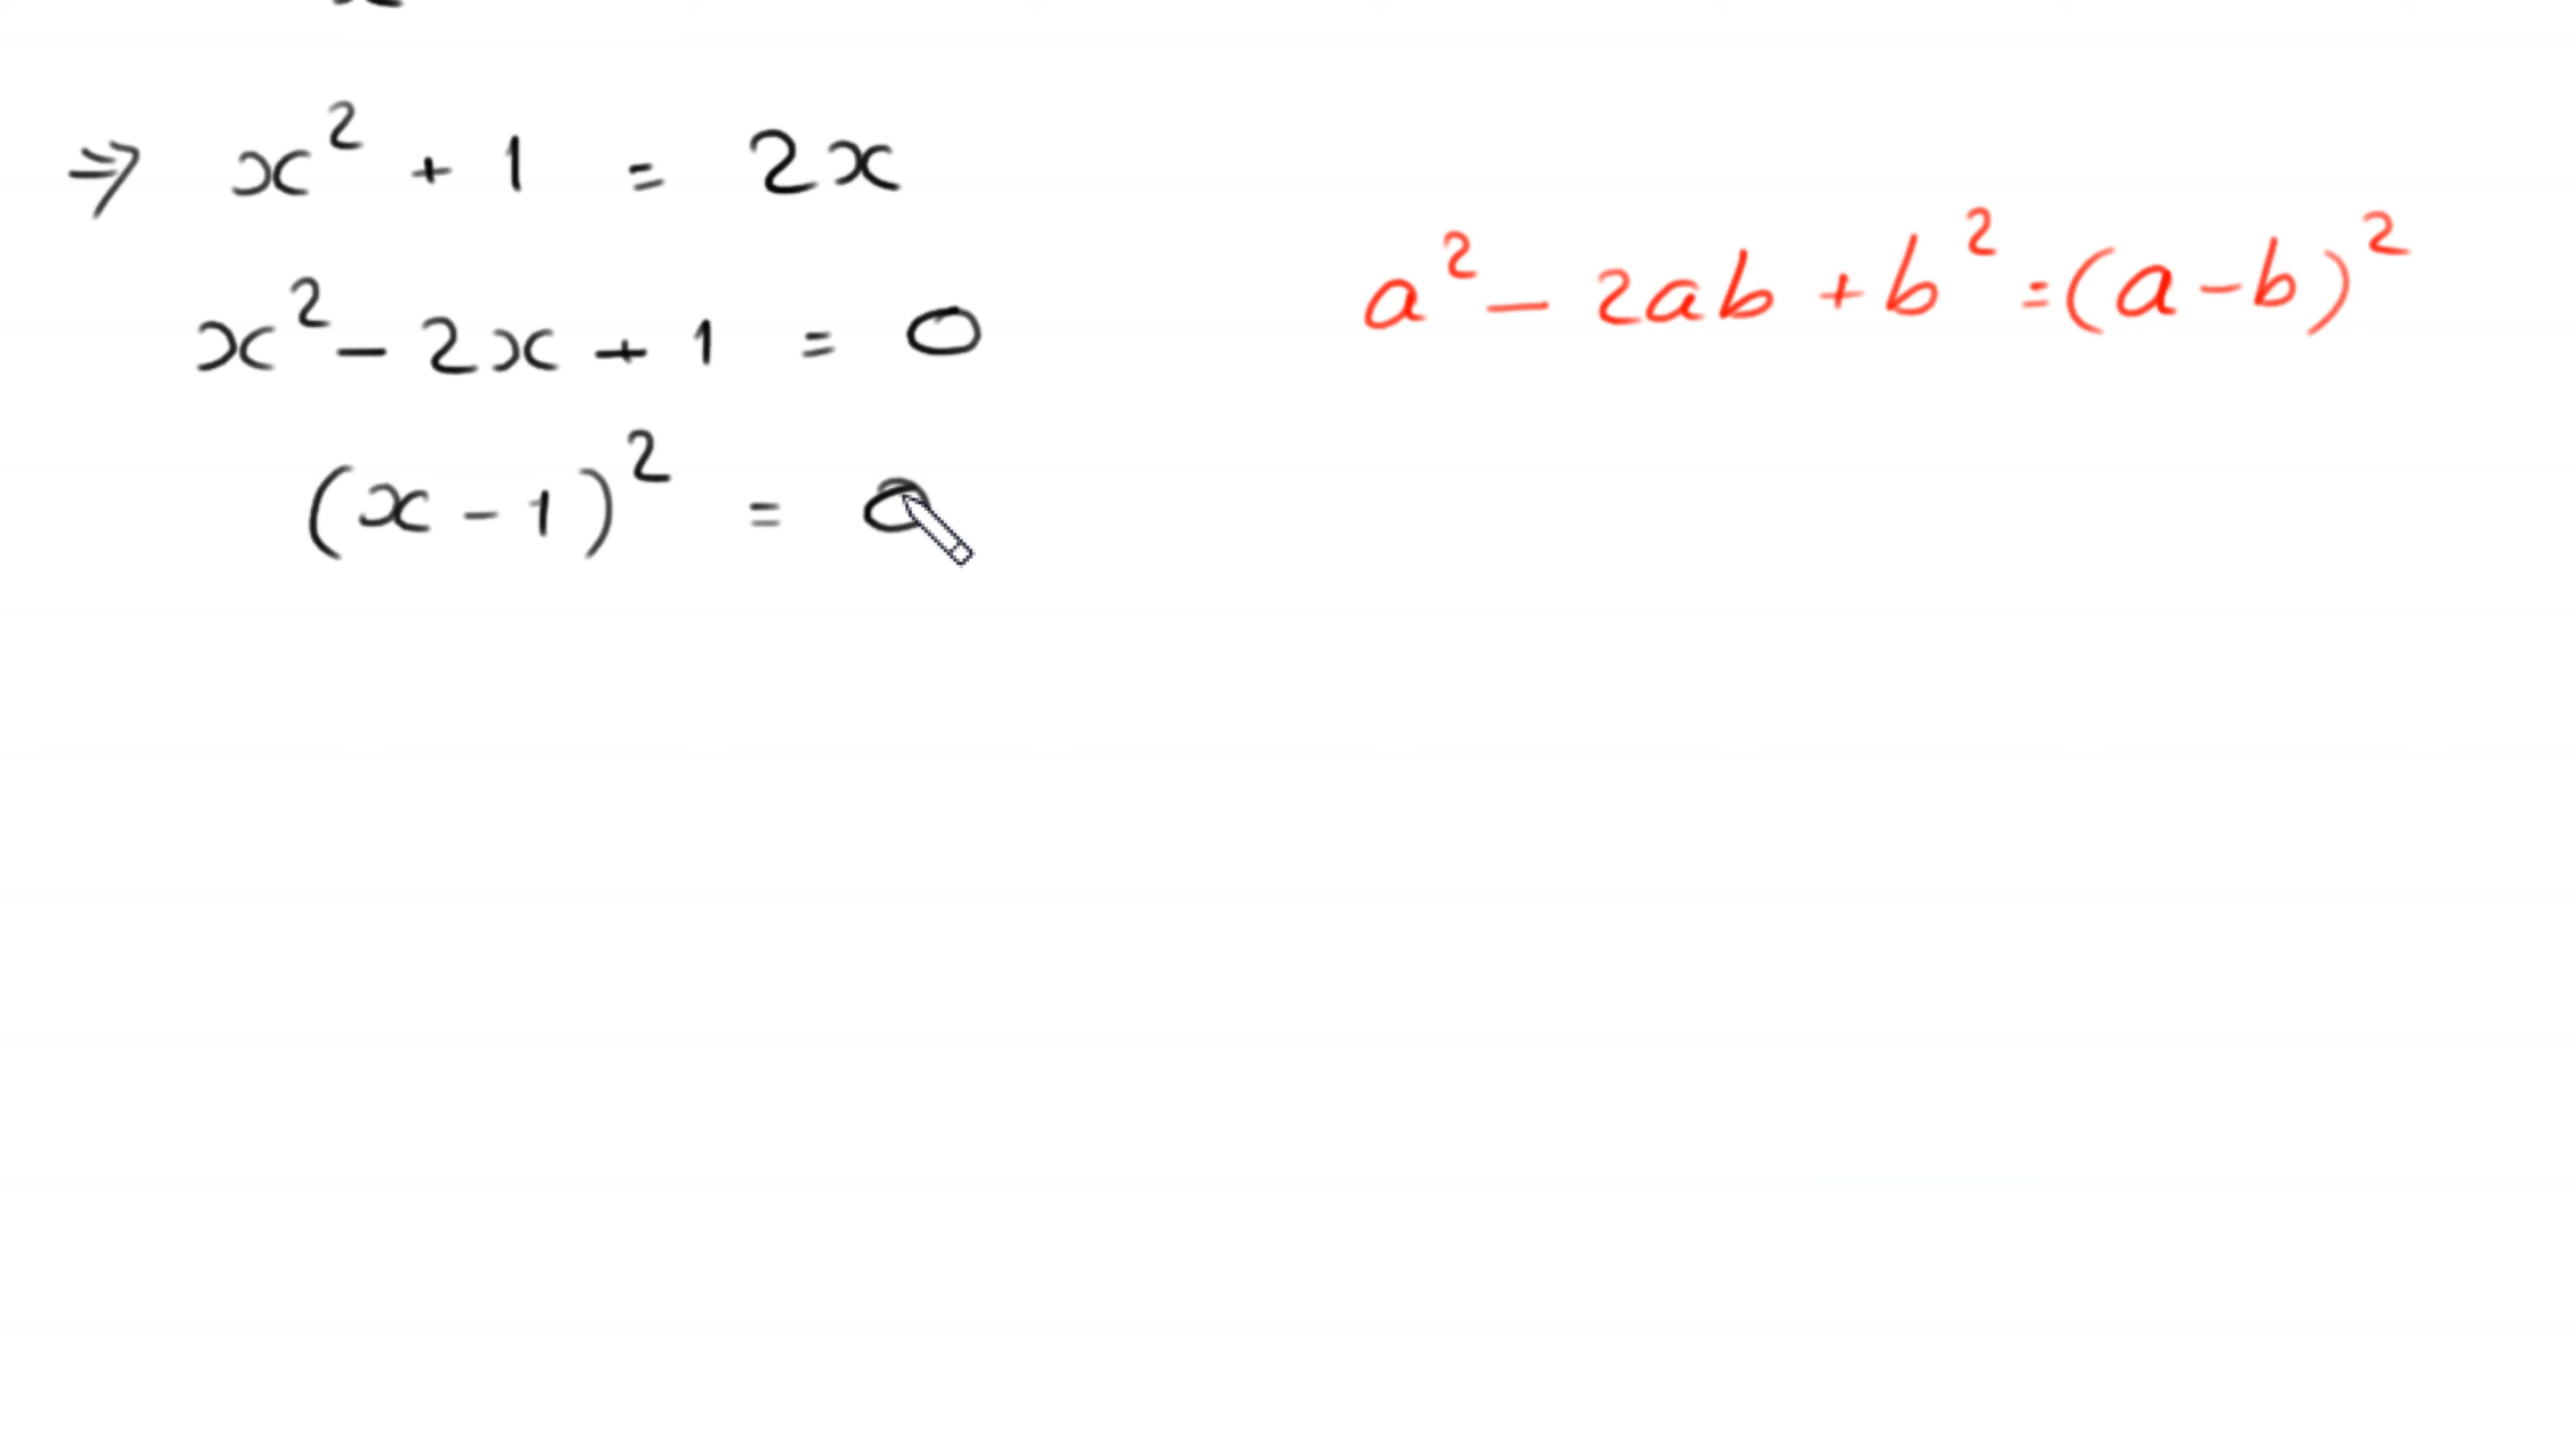 ⇒ x² + 1 = 2x
x² - 2x + 1 = 0
(x - 1)² = 0
a² - 2ab + b² = (a - b)²